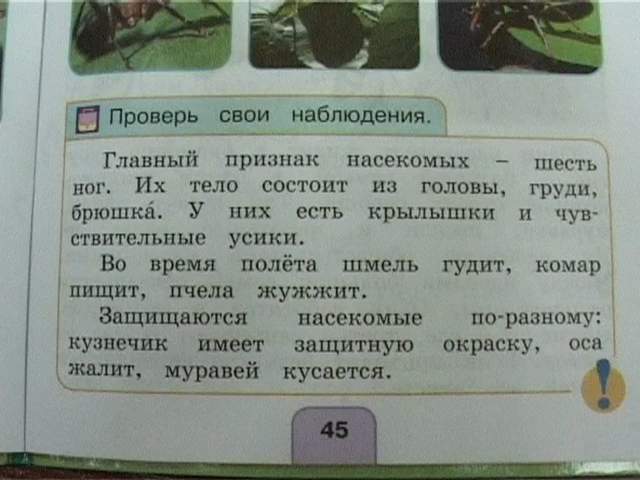 Проверь свои наблюдения.
Главный признак насекомых – шесть
ног. Их тело состоит из головы, груди,
брюшка́. У них есть крылышки и чув-
ствительные усики.
Во время полёта шмель гудит, комар
пищит, пчела жужжит.
Защищаются насекомые по-разному:
кузнечик имеет защитную окраску, оса
жалит, муравей кусается.
45